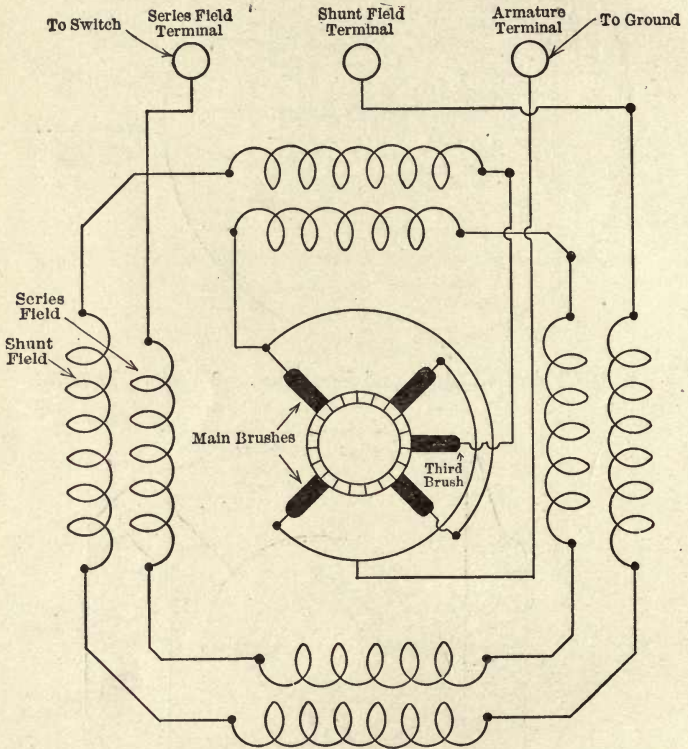 To Switch
Series Field
Terminal
Shunt Field
Terminal
Armature
Terminal
To Ground
Series
Field
Shunt
Field
Main Brushes
Third
Brush